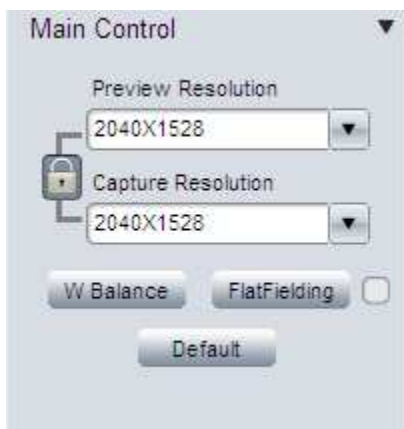 Main Control
Preview Resolution
2040X1528
Capture Resolution
2040X1528
W Balance FlatFielding
Default